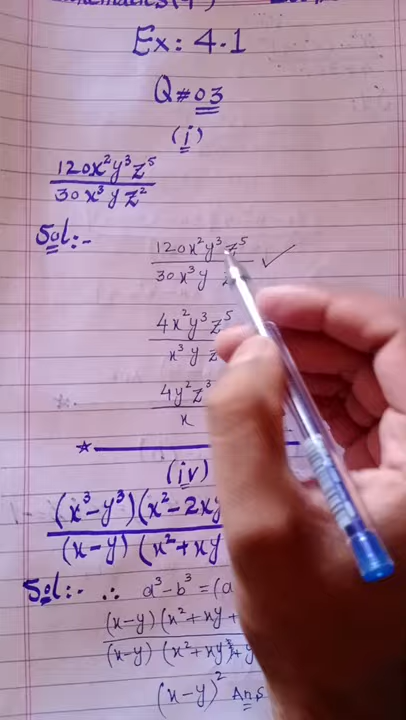 Ex: 4.1
Q#03
(i)
120x²y³z⁵
30x³yz²
Sol:-
120x²y³z⁵ ✓
30x³y
4x²y³z⁵
x³y z
4y²z³
x
(iv)
(x³-y³)(x²-2xy
(x-y) (x²+xy
Sol:- ∴ a³-b³=(a
(x-y)(x²+xy+
(x-y) (x²+xy
(x-y)² Ans